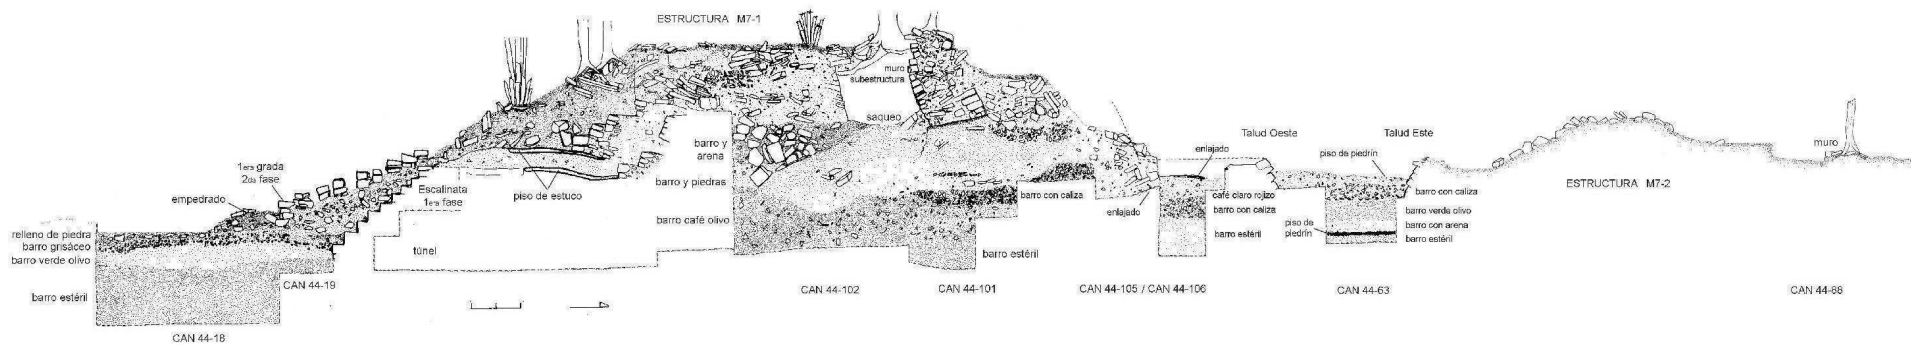 ESTRUCTURA M7-1
muro
subestructura
saqueo
1era grada
2da fase
empedrado
Escalinata
1era fase
piso de estuco
túnel
relleno de piedra
barro grisáceo
barro verde olivo
barro estéril
CAN 44-18
CAN 44-19
barro y
arena
barro y piedras
barro café olivo
CAN 44-102
barro con caliza
barro estéril
CAN 44-101
enlajado
enlajado
café claro rojizo
barro con caliza
barro estéril
CAN 44-105 / CAN 44-106
Talud Oeste
Talud Este
piso de piedrín
barro con caliza
barro verde olivo
barro con arena
barro estéril
piso de
piedrín
CAN 44-63
ESTRUCTURA M7-2
muro
CAN 44-68